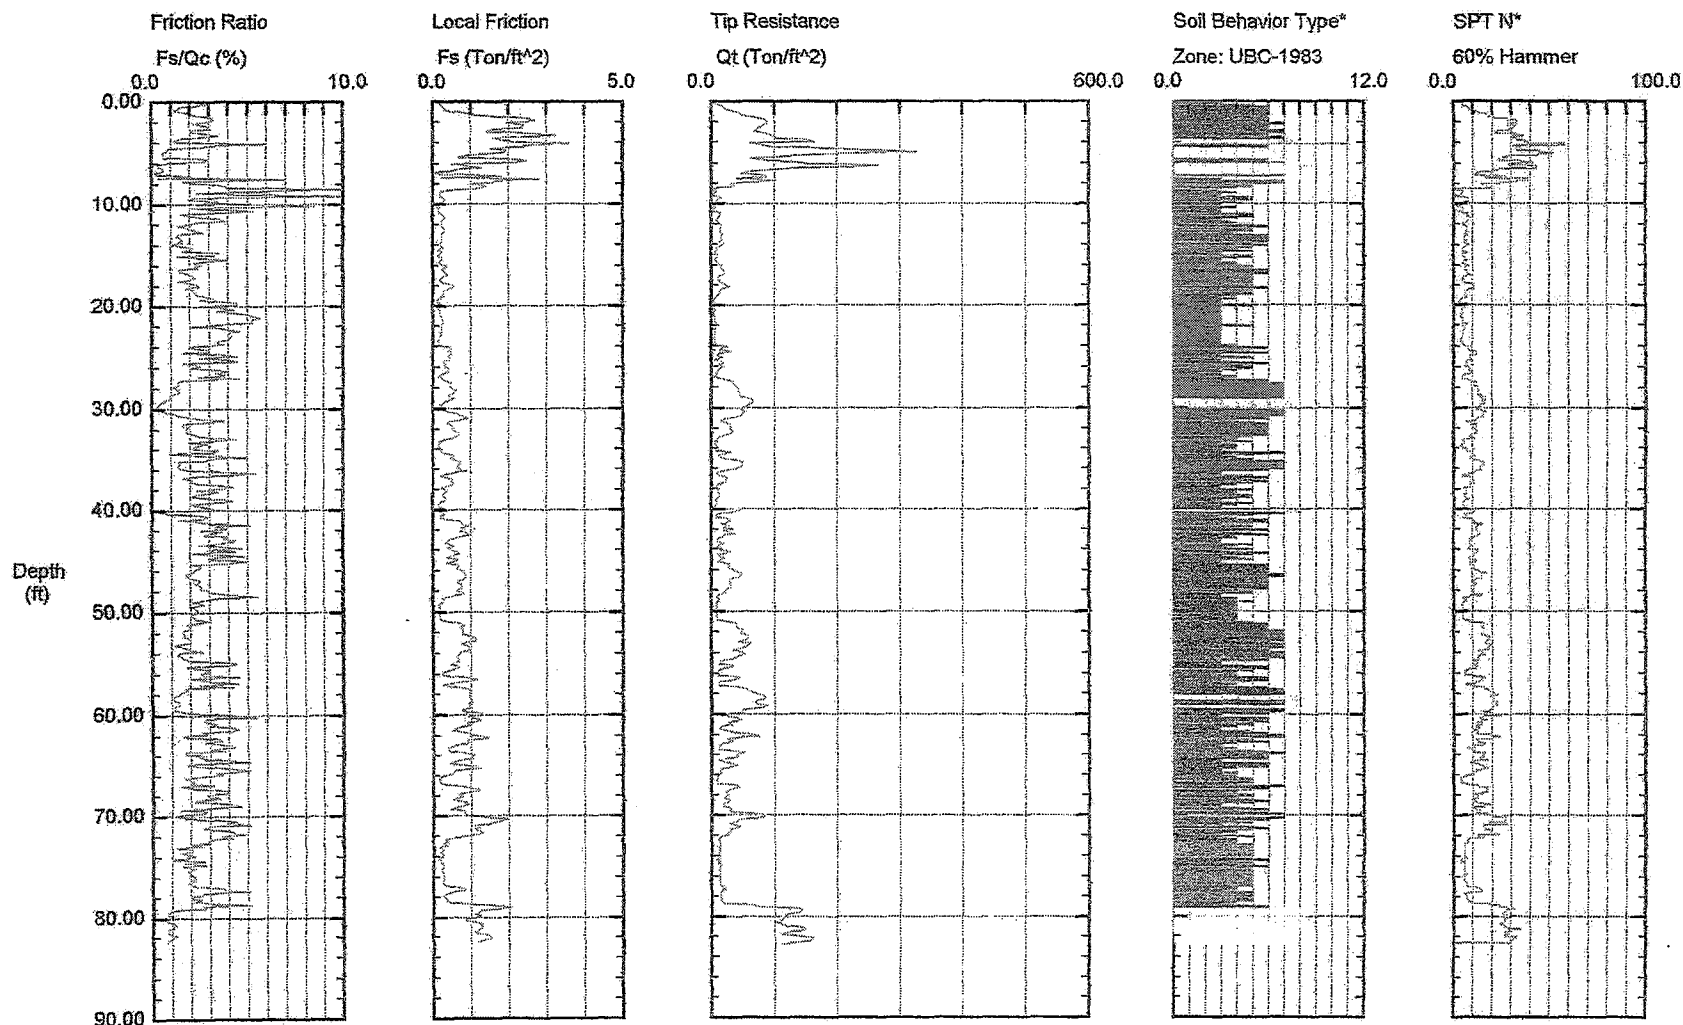 Friction Ratio
Fs/Qc (%)
0.0 10.0
Local Friction
Fs (Ton/ft^2)
0.0 5.0
Tip Resistance
Qt (Ton/ft^2)
0.0 600.0
Soil Behavior Type*
Zone: UBC-1983
0.0 12.0
SPT N*
60% Hammer
0.0 100.0
0.00
10.00
20.00
30.00
40.00
Depth
(ft)
50.00
60.00
70.00
80.00
90.00